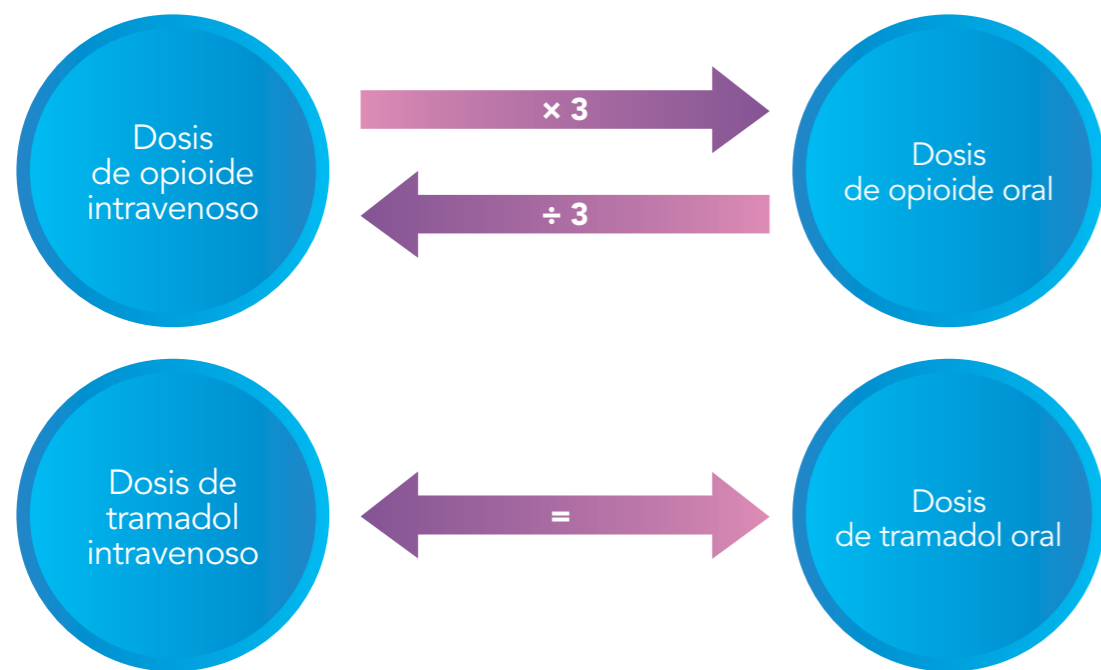 Dosis
de opioide
intravenoso
× 3
÷ 3
Dosis
de opioide oral
Dosis de
tramadol
intravenoso
=
Dosis
de tramadol oral